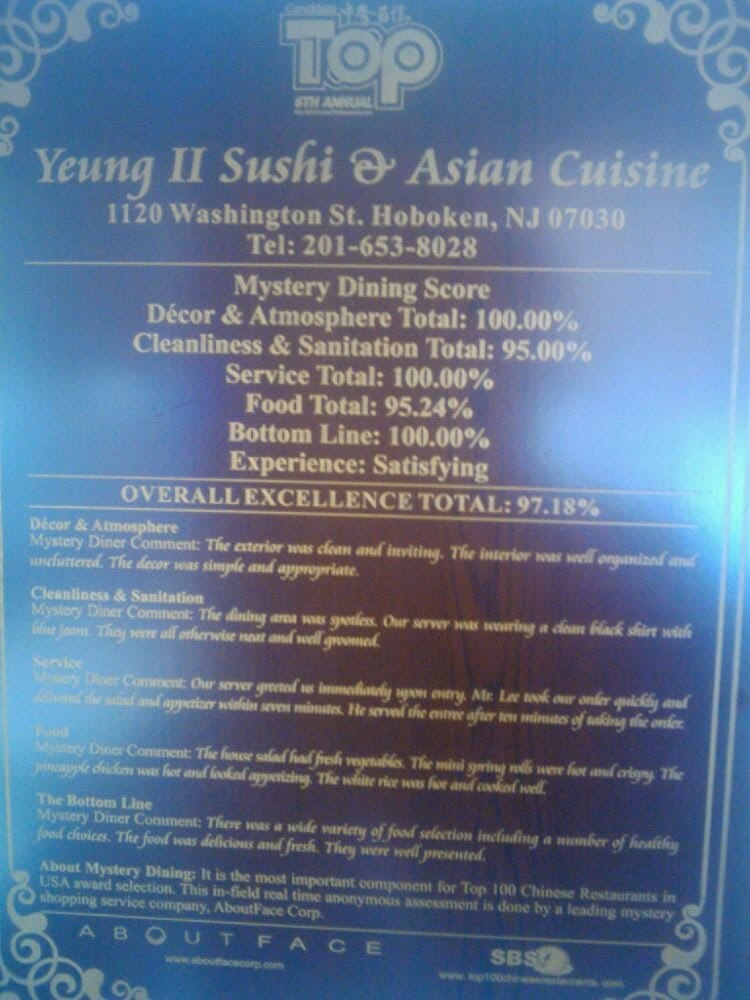 Top
6TH ANNUAL
Yeung II Sushi & Asian Cuisine
1120 Washington St. Hoboken, NJ 07030
Tel: 201-653-8028
Mystery Dining Score
Décor & Atmosphere Total: 100.00%
Cleanliness & Sanitation Total: 95.00%
Service Total: 100.00%
Food Total: 95.24%
Bottom Line: 100.00%
Experience: Satisfying
OVERALL EXCELLENCE TOTAL: 97.18%
Décor & Atmosphere
Mystery Diner Comment: The exterior was clean and inviting. The interior was well organized and
uncluttered. The decor was simple and appropriate.
Cleanliness & Sanitation
Mystery Diner Comment: The dining area was spotless. Our server was wearing a clean black shirt with
blue jeans. They were all otherwise neat and well groomed.
Service
Mystery Diner Comment: Our server greeted us immediately upon entry. Mr. Lee took our order quickly and
delivered the salad and appetizer within seven minutes. He served the entree after ten minutes of taking the order.
Food
Mystery Diner Comment: The house salad had fresh vegetables. The mini spring rolls were hot and crispy. The
pineapple chicken was hot and looked appetizing. The white rice was hot and cooked well.
The Bottom Line
Mystery Diner Comment: There was a wide variety of food selection including a number of healthy
food choices. The food was delicious and fresh. They were well presented.
About Mystery Dining: It is the most important component for Top 100 Chinese Restaurants in
USA award selection. This in-field real time anonymous assessment is done by a leading mystery
shopping service company, AboutFace Corp.
ABOUTFACE
SBS
www.aboutfacecorp.com
www.top100chineserestaurants.com